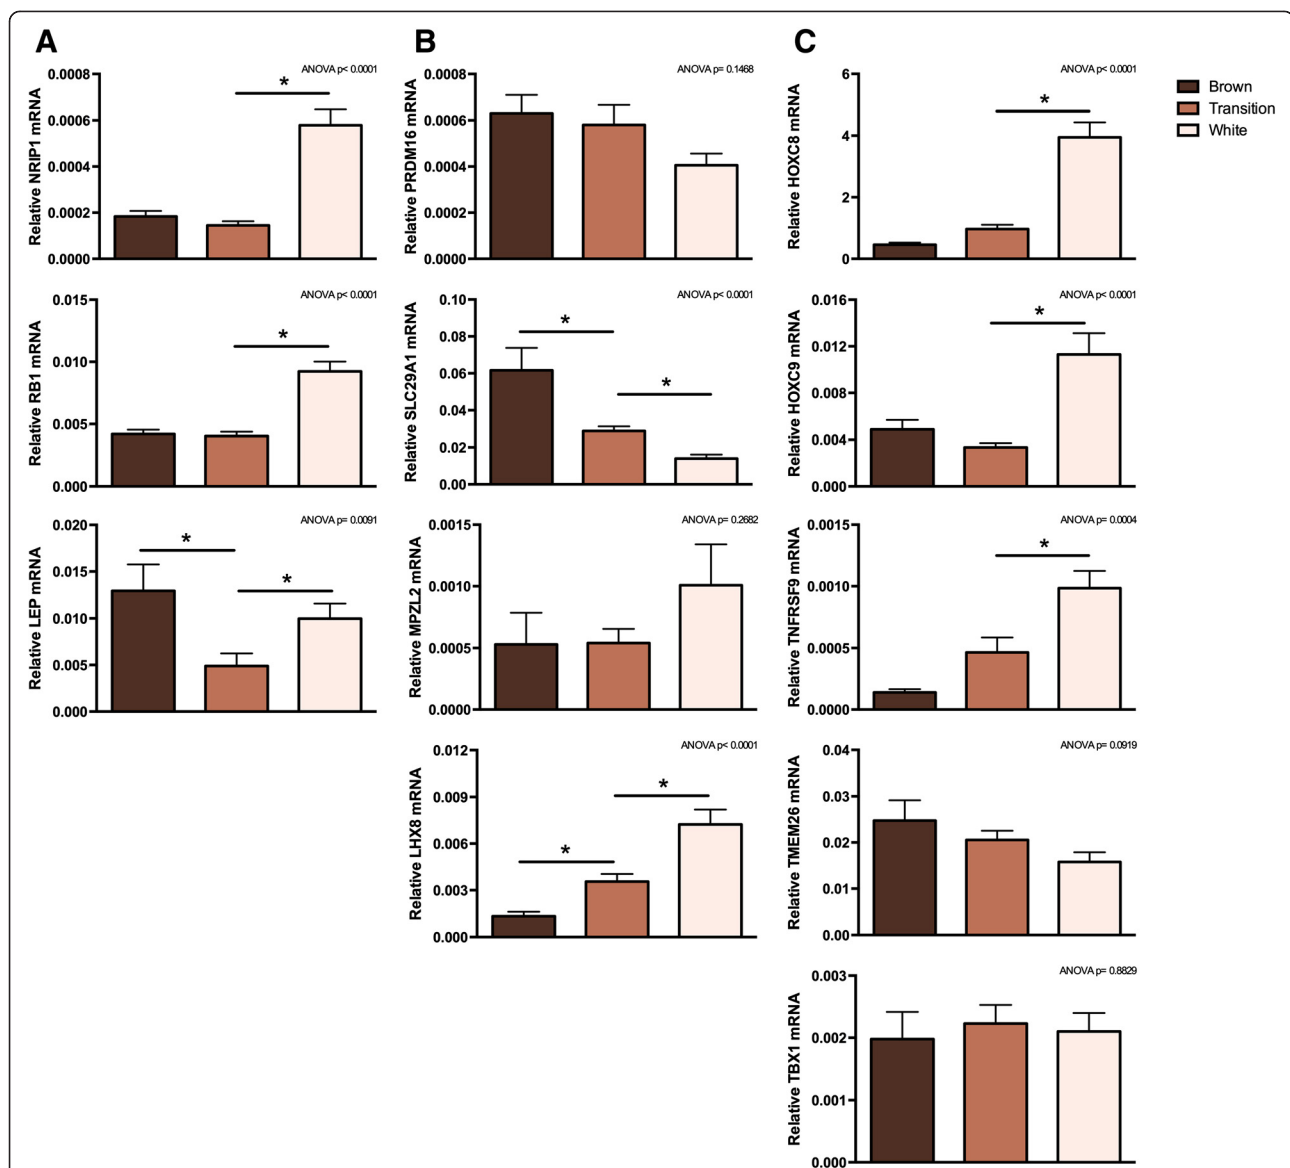 A
B
C
Brown
Transition
White
ANOVA p< 0.0001
*
Relative NRIP1 mRNA
0.0008
0.0006
0.0004
0.0002
0.0000
ANOVA p< 0.0001
*
Relative RB1 mRNA
0.015
0.010
0.005
0.000
ANOVA p= 0.0091
*
*
Relative LEP mRNA
0.020
0.015
0.010
0.005
0.000
ANOVA p= 0.1468
Relative PRDM16 mRNA
0.0008
0.0006
0.0004
0.0002
0.0000
ANOVA p< 0.0001
*
*
Relative SLC29A1 mRNA
0.10
0.08
0.06
0.04
0.02
0.00
ANOVA p= 0.2682
Relative MPZL2 mRNA
0.0015
0.0010
0.0005
0.0000
ANOVA p< 0.0001
*
*
Relative LHX8 mRNA
0.012
0.009
0.006
0.003
0.000
ANOVA p< 0.0001
*
Relative HOXC8 mRNA
6
4
2
0
ANOVA p< 0.0001
*
Relative HOXC9 mRNA
0.016
0.012
0.008
0.004
0.000
ANOVA p= 0.0004
*
Relative TNFRSF9 mRNA
0.0015
0.0010
0.0005
0.0000
ANOVA p= 0.0919
Relative TMEM26 mRNA
0.04
0.03
0.02
0.01
0.00
ANOVA p= 0.8829
Relative TBX1 mRNA
0.003
0.002
0.001
0.000